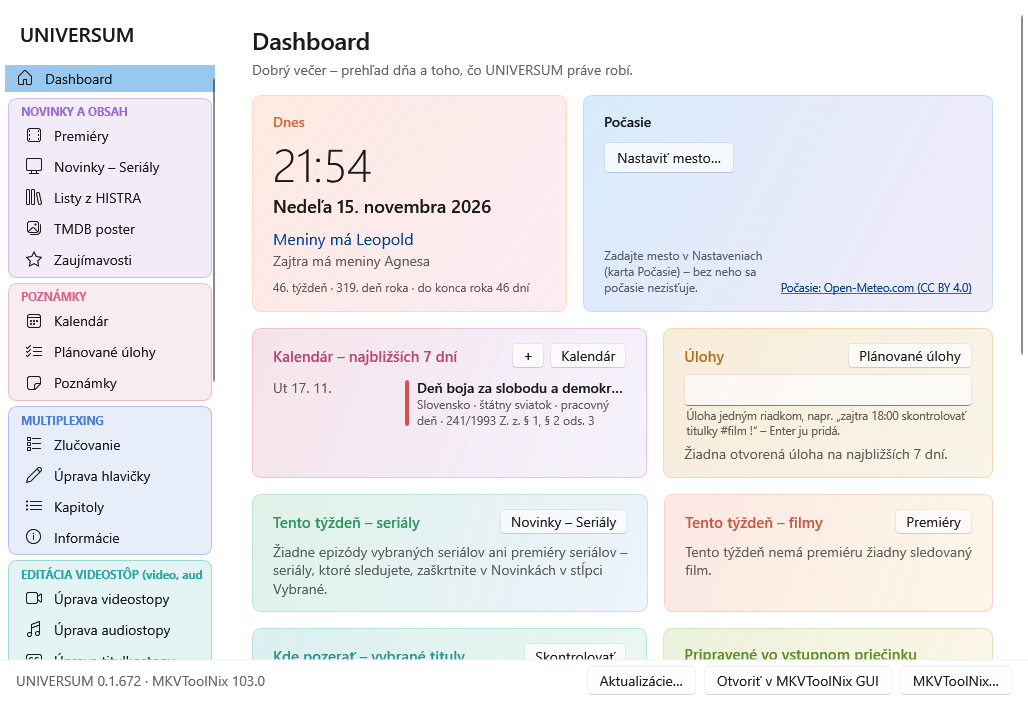 UNIVERSUM
Dashboard
NOVINKY A OBSAH
Premiéry
Novinky – Seriály
Listy z HISTRA
TMDB poster
Zaujímavosti
POZNÁMKY
Kalendár
Plánované úlohy
Poznámky
MULTIPLEXING
Zlučovanie
Úprava hlavičky
Kapitoly
Informácie
EDITÁCIA VIDEOSTÔP (video, aud
Úprava videostopy
Úprava audiostopy
Dashboard
Dobrý večer – prehľad dňa a toho, čo UNIVERSUM práve robí.
Dnes
21:54
Nedeľa 15. novembra 2026
Meniny má Leopold
Zajtra má meniny Agnesa
46. týždeň · 319. deň roka · do konca roka 46 dní
Počasie
Nastaviť mesto...
Zadajte mesto v Nastaveniach
(karta Počasie) – bez neho sa
počasie nezisťuje.
Počasie: Open-Meteo.com (CC BY 4.0)
Kalendár – najbližších 7 dní
+
Kalendár
Ut 17. 11.
Deň boja za slobodu a demokr...
Slovensko · štátny sviatok · pracovný
deň · 241/1993 Z. z. § 1, § 2 ods. 3
Úlohy
Plánované úlohy
Úloha jedným riadkom, napr. „zajtra 18:00 skontrolovať
titulky #film !“ – Enter ju pridá.
Žiadna otvorená úloha na najbližších 7 dní.
Tento týždeň – seriály
Novinky – Seriály
Žiadne epizódy vybraných seriálov ani premiéry seriálov –
seriály, ktoré sledujete, zaškrtnite v Novinkách v stĺpci
Vybrané.
Tento týždeň – filmy
Premiéry
Tento týždeň nemá premiéru žiadny sledovaný
film.
Kde pozerať – vybrané tituly
Skontrolovať
Pripravené vo vstupnom priečinku
UNIVERSUM 0.1.672 · MKVToolNix 103.0
Aktualizácie...
Otvoriť v MKVToolNix GUI
MKVToolNix...